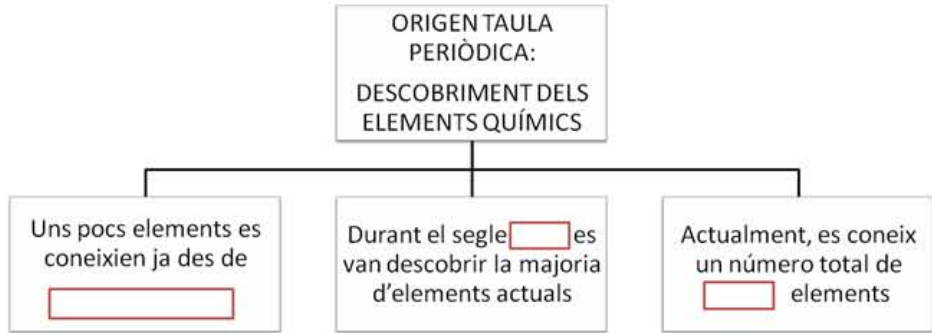 ORIGEN TAULA
PERIÒDICA:
DESCOBRIMENT DELS
ELEMENTS QUÍMICS
Uns pocs elements es
coneixien ja des de
Durant el segle es
van descobrir la majoria
d'elements actuals
Actualment, es coneix
un número total de
elements